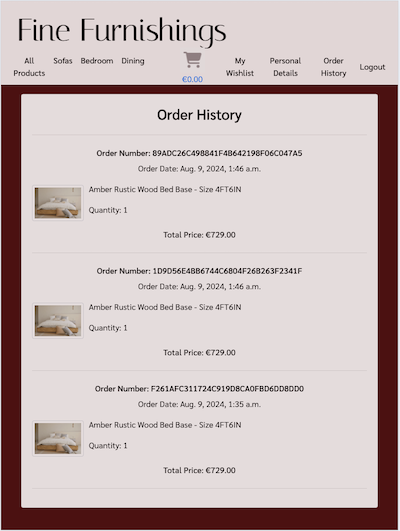 Fine Furnishings
All Products
Sofas
Bedroom
Dining
€0.00
My Wishlist
Personal Details
Order History
Logout
Order History
Order Number: 89ADC26C498841F4B642198F06C047A5
Order Date: Aug. 9, 2024, 1:46 a.m.
Amber Rustic Wood Bed Base - Size 4FT6IN
Quantity: 1
Total Price: €729.00
Order Number: 1D9D56E4BB6744C6804F26B263F2341F
Order Date: Aug. 9, 2024, 1:46 a.m.
Amber Rustic Wood Bed Base - Size 4FT6IN
Quantity: 1
Total Price: €729.00
Order Number: F261AFC311724C919D8CA0FBD6DD8DD0
Order Date: Aug. 9, 2024, 1:35 a.m.
Amber Rustic Wood Bed Base - Size 4FT6IN
Quantity: 1
Total Price: €729.00